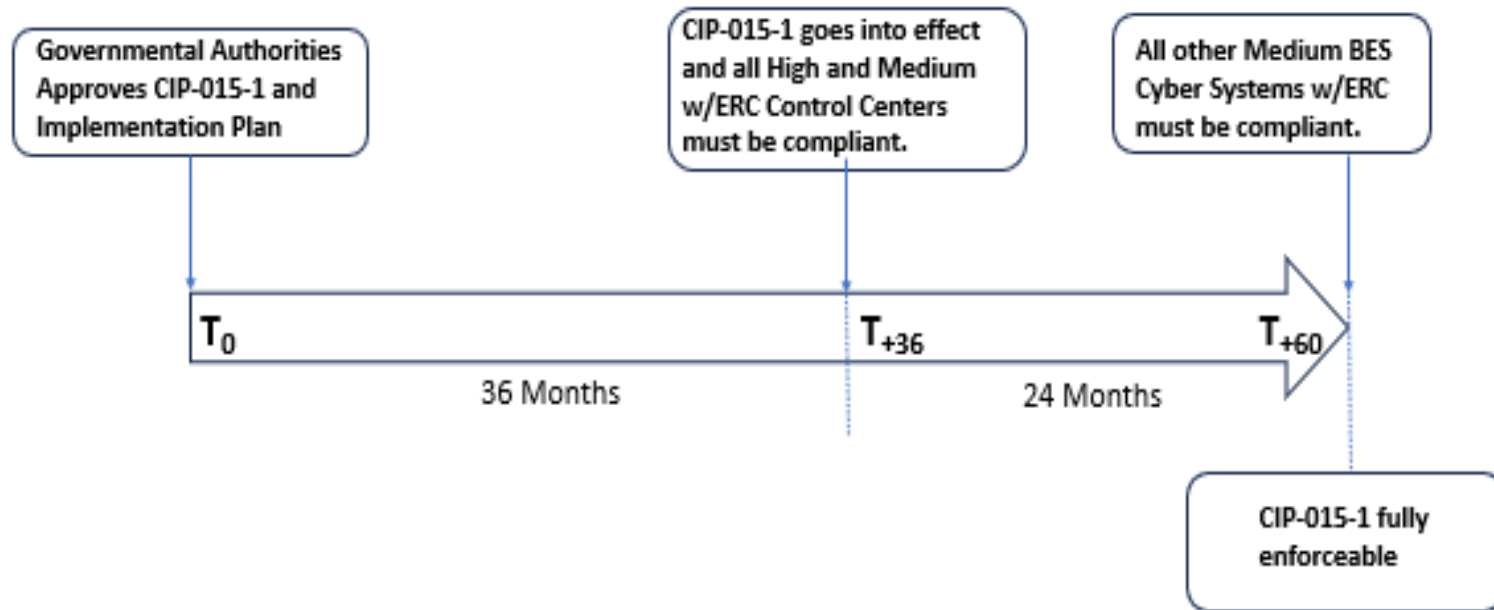 Governmental Authorities
Approves CIP-015-1 and
Implementation Plan
CIP-015-1 goes into effect
and all High and Medium
w/ERC Control Centers
must be compliant.
All other Medium BES
Cyber Systems w/ERC
must be compliant.
T0
T+36
T+60
36 Months
24 Months
CIP-015-1 fully
enforceable